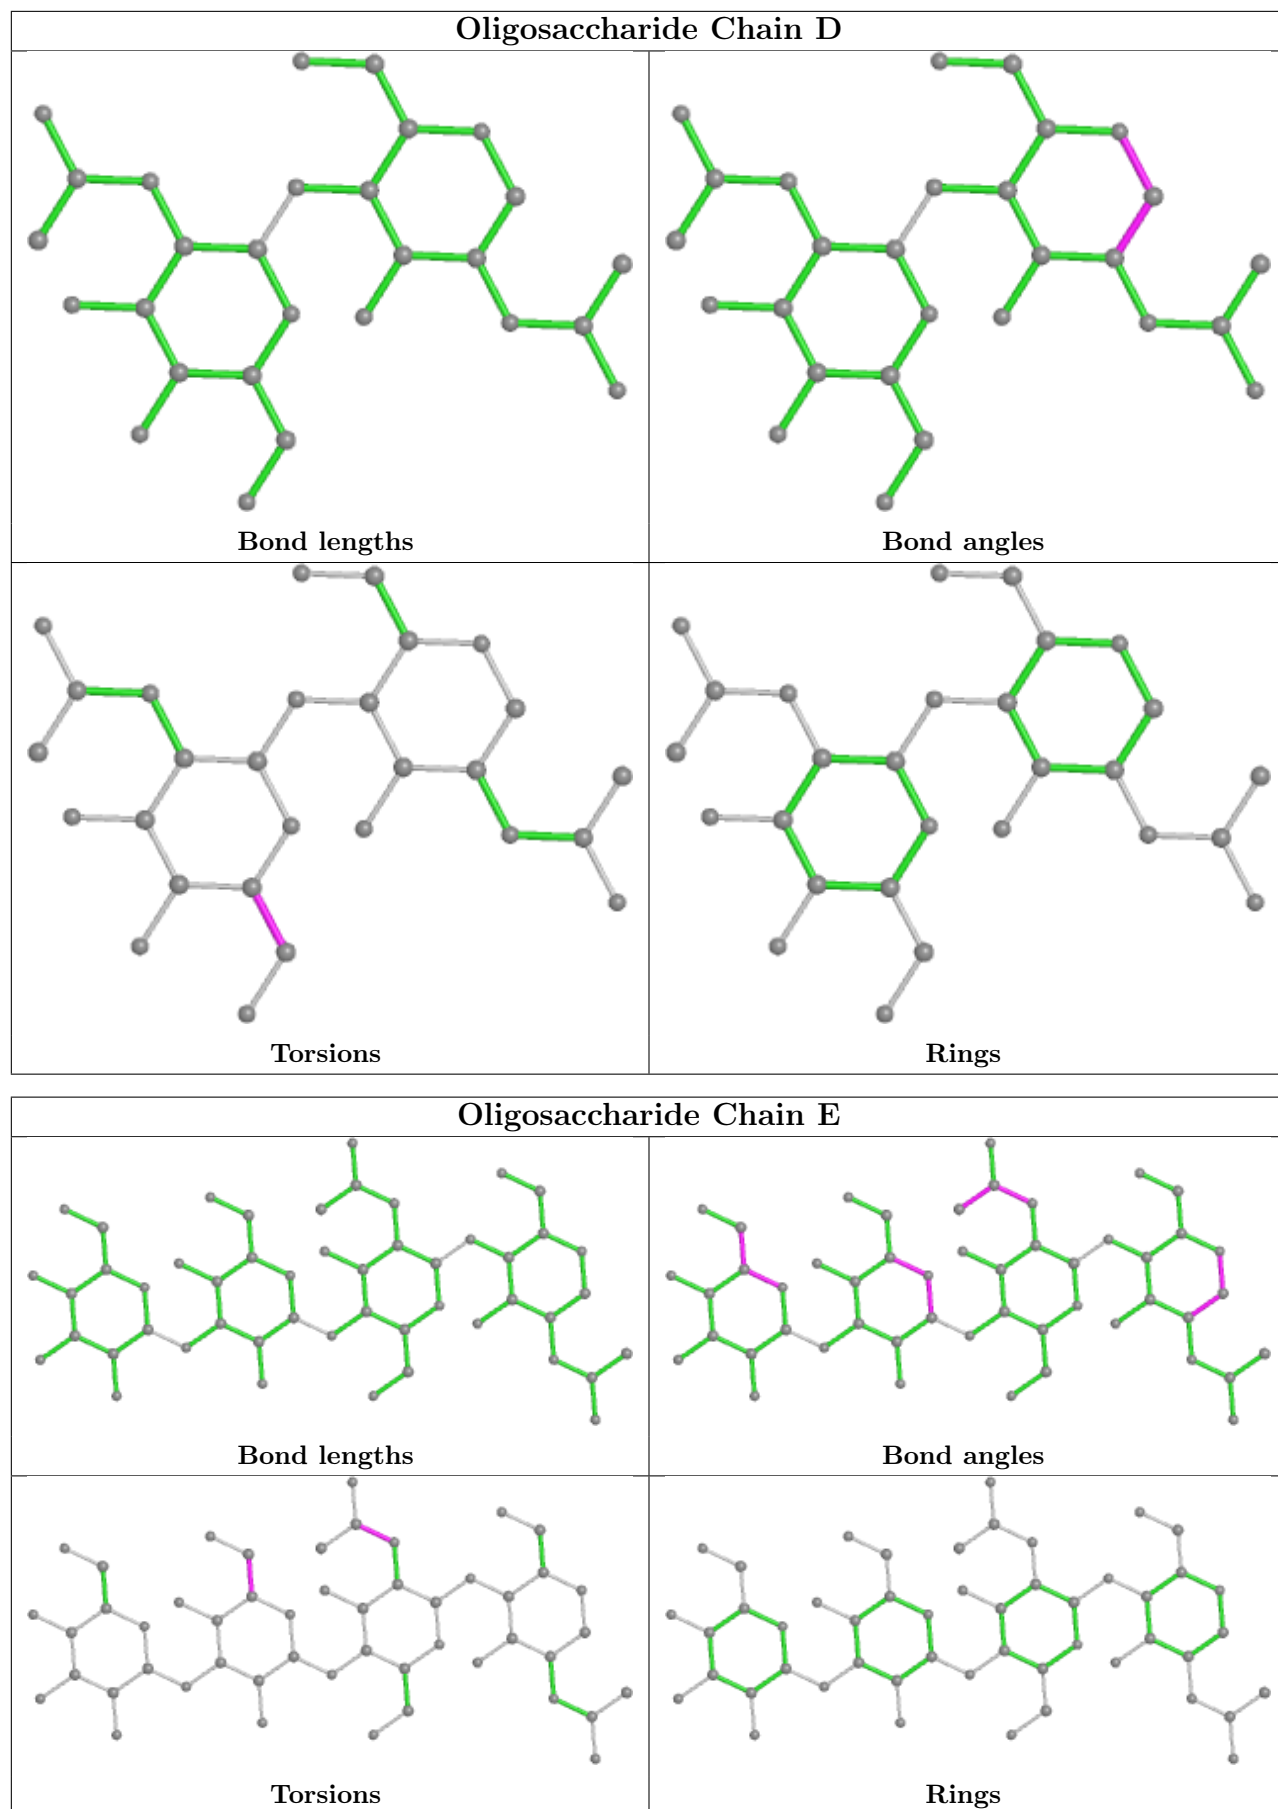 Oligosaccharide Chain D
Bond lengths
Bond angles
Torsions
Rings
Oligosaccharide Chain E
Bond lengths
Bond angles
Torsions
Rings